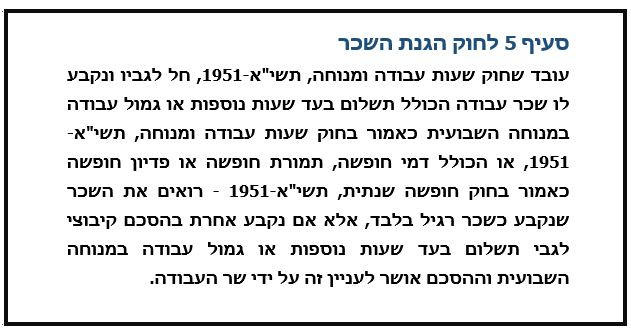 סעיף 5 לחוק הגנת השכר
עובד שחוק שעות עבודה ומנוחה, תשי"א-1951, חל לגביו ונקבע
לו שכר עבודה הכולל תשלום בעד שעות נוספות או גמול עבודה
במנוחה השבועית כאמור בחוק שעות עבודה ומנוחה, תשי"א-
1951, או הכולל דמי חופשה, תמורת חופשה או פדיון חופשה
כאמור בחוק חופשה שנתית, תשי"א-1951 - רואים את השכר
שנקבע כשכר רגיל בלבד, אלא אם נקבע אחרת בהסכם קיבוצי
לגבי תשלום בעד שעות נוספות או גמול עבודה במנוחה
השבועית וההסכם אושר לעניין זה על ידי שר העבודה.